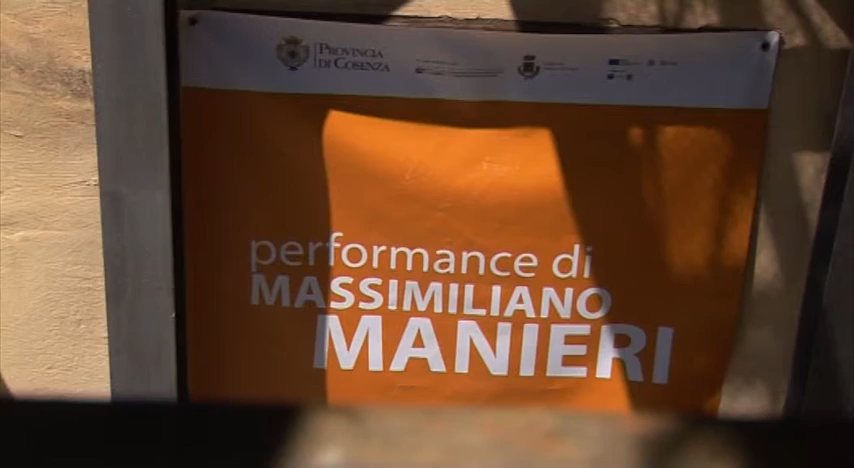 PROVINCIA
DI COSENZA
performance di
MASSIMILIANO
MANIERI